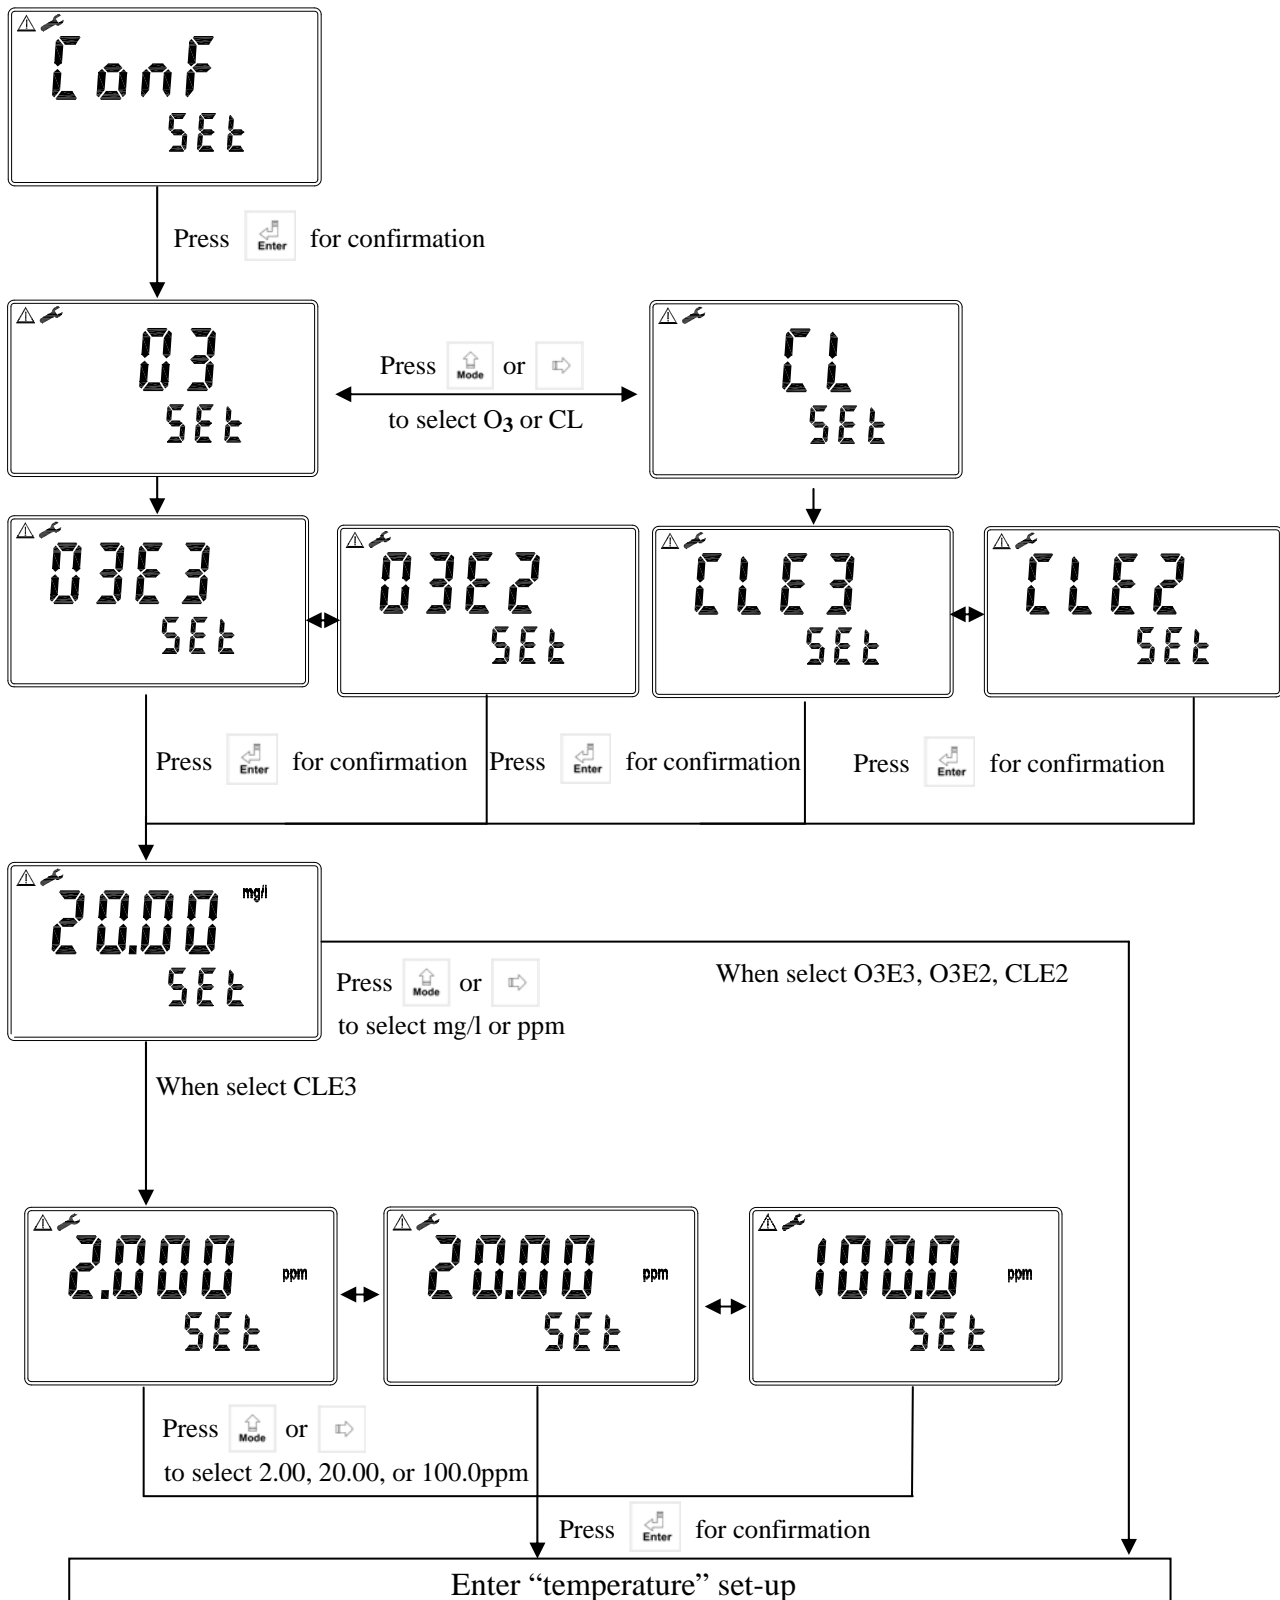 ConF
SEt
Press Enter for confirmation
03
SEt
Press Mode or
to select O3 or CL
CL
SEt
03E3
SEt
03E2
SEt
CLE3
SEt
CLE2
SEt
Press Enter for confirmation
Press Enter for confirmation
Press Enter for confirmation
20.00 mg/l
SEt
Press Mode or
to select mg/l or ppm
When select O3E3, O3E2, CLE2
When select CLE3
2.000 ppm
SEt
20.00 ppm
SEt
100.0 ppm
SEt
Press Mode or
to select 2.00, 20.00, or 100.0ppm
Press Enter for confirmation
Enter “temperature” set-up